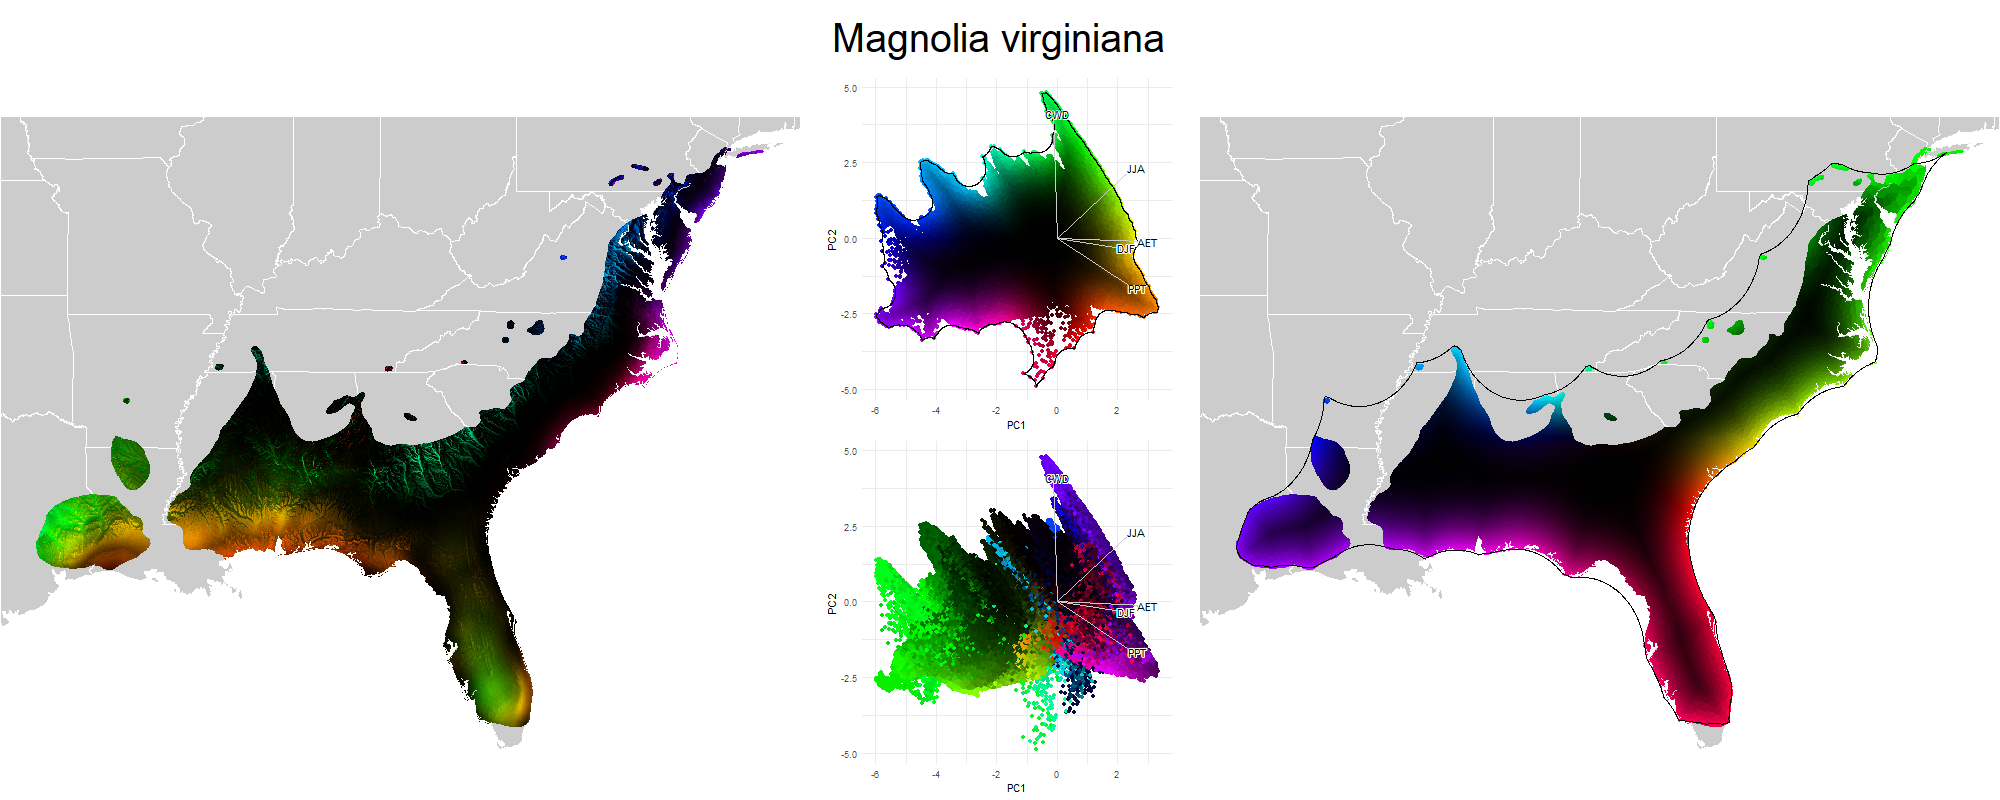 Magnolia virginiana
5.0
2.5
0.0
-2.5
-5.0
PC2
CWD
JJA
DJF
AET
PPT
-6
-4
-2
0
2
PC1
5.0
2.5
0.0
-2.5
-5.0
PC2
CWD
JJA
DJF
AET
PPT
-6
-4
-2
0
2
PC1